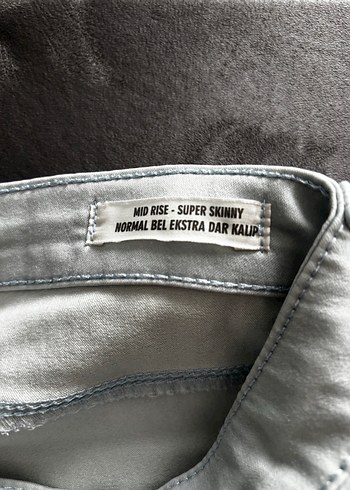 MID RISE - SUPER SKINNY
NORMAL BEL EKSTRA DAR KALIP